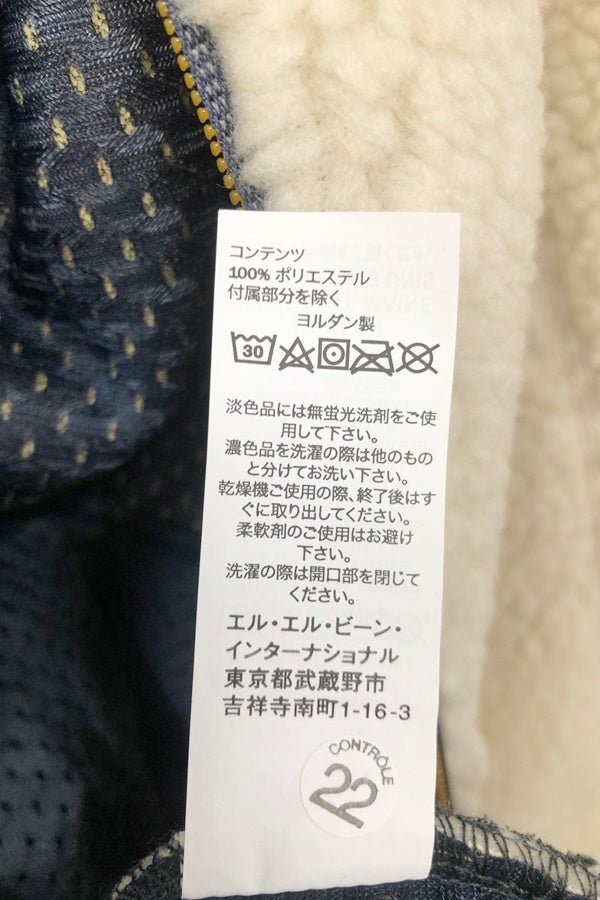 コンテンツ
100% ポリエステル
付属部分を除く
ヨルダン製
30
淡色品には無蛍光洗剤をご使
用して下さい。
濃色品を洗濯の際は他のもの
と分けてお洗い下さい。
乾燥機ご使用の際、終了後はす
ぐに取り出してください。
柔軟剤のご使用はお避け
下さい。
洗濯の際は開口部を閉じて
ください。
エル・エル・ビーン・
インターナショナル
東京都武蔵野市
吉祥寺南町1-16-3
CONTRÔLE
22